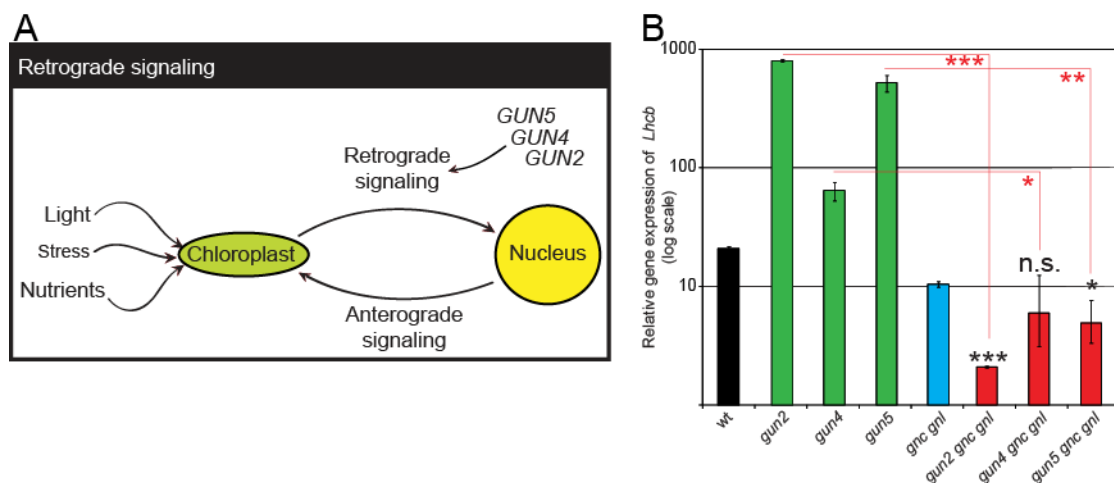 A
Retrograde signaling
GUN5
GUN4
GUN2
Retrograde
signaling
Light
Stress
Nutrients
Chloroplast
Nucleus
Anterograde
signaling
B
Relative gene expression of Lhcb
(log scale)
1000
100
10
***
**
*
n.s.
*
***
wt
gun2
gun4
gun5
gnc gnl
gun2 gnc gnl
gun4 gnc gnl
gun5 gnc gnl